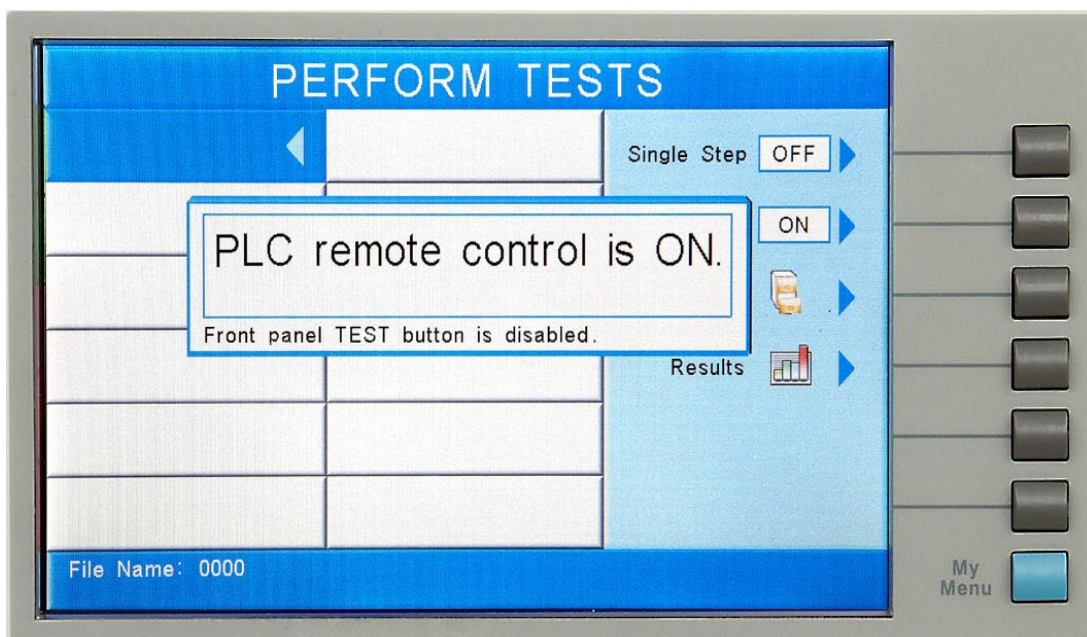 PERFORM TESTS
Single Step OFF
ON
PLC remote control is ON.
Front panel TEST button is disabled.
Results
File Name: 0000
My
Menu